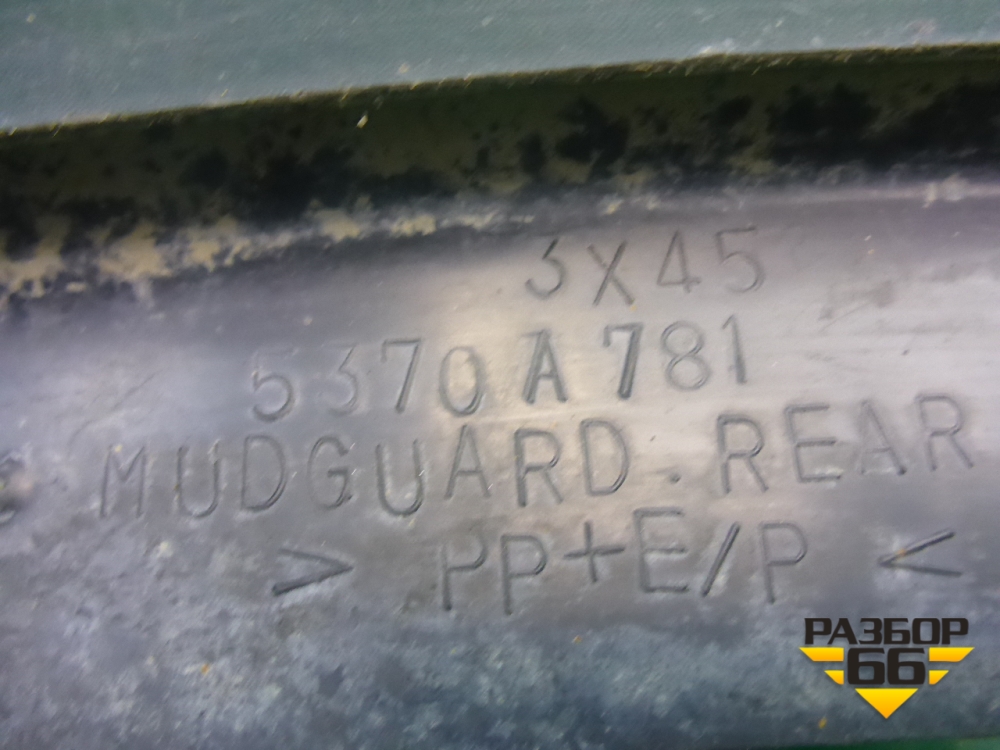 3X45
5370A781
MUDGUARD.REAR
>PP+E/P<
РАЗБОР
66